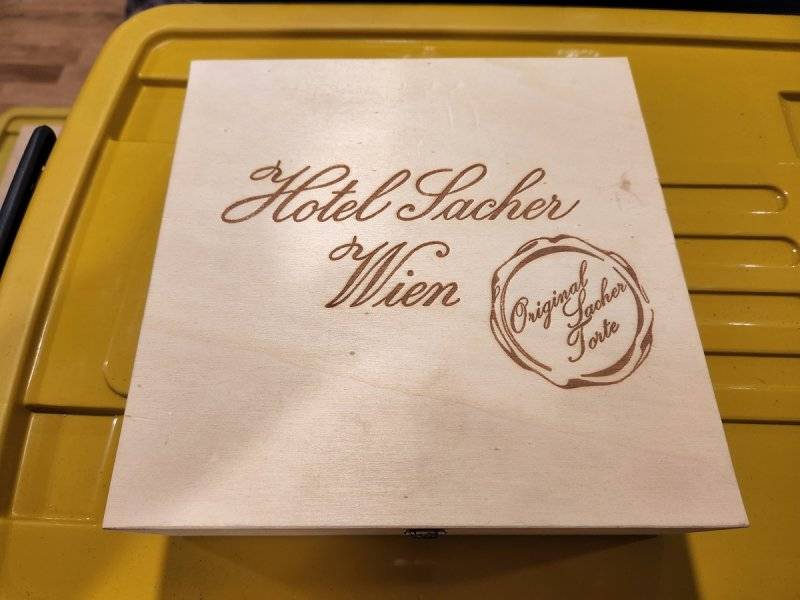 Hotel Sacher
Wien
Original
Sacher
Torte